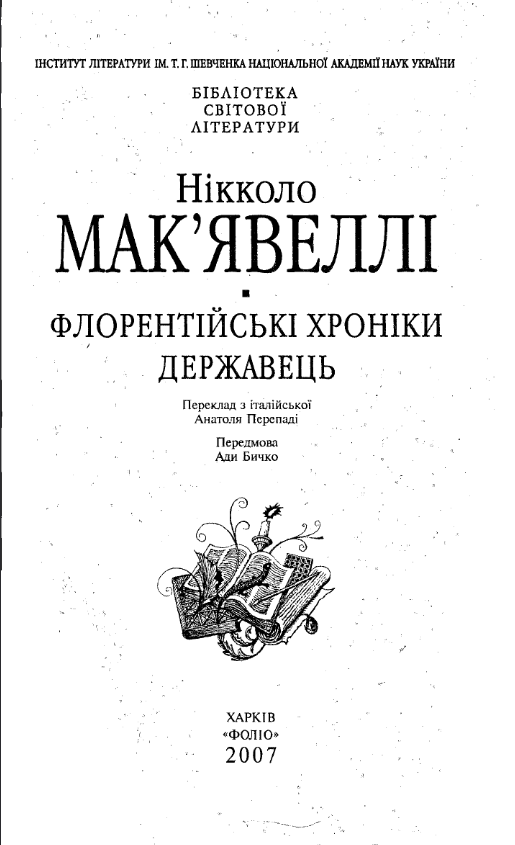 ІНСТИТУТ ЛІТЕРАТУРИ ІМ. Т. Г. ШЕВЧЕНКА НАЦІОНАЛЬНОЇ АКАДЕМІЇ НАУК УКРАЇНИ
БІБЛІОТЕКА
СВІТОВОЇ
ЛІТЕРАТУРИ
Нікколо
МАК’ЯВЕЛЛІ
ФЛОРЕНТІЙСЬКІ ХРОНІКИ
ДЕРЖАВЕЦЬ
Переклад з італійської
Анатоля Перепаді
Передмова
Ади Бичко
ХАРКІВ
«ФОЛІО»
2007